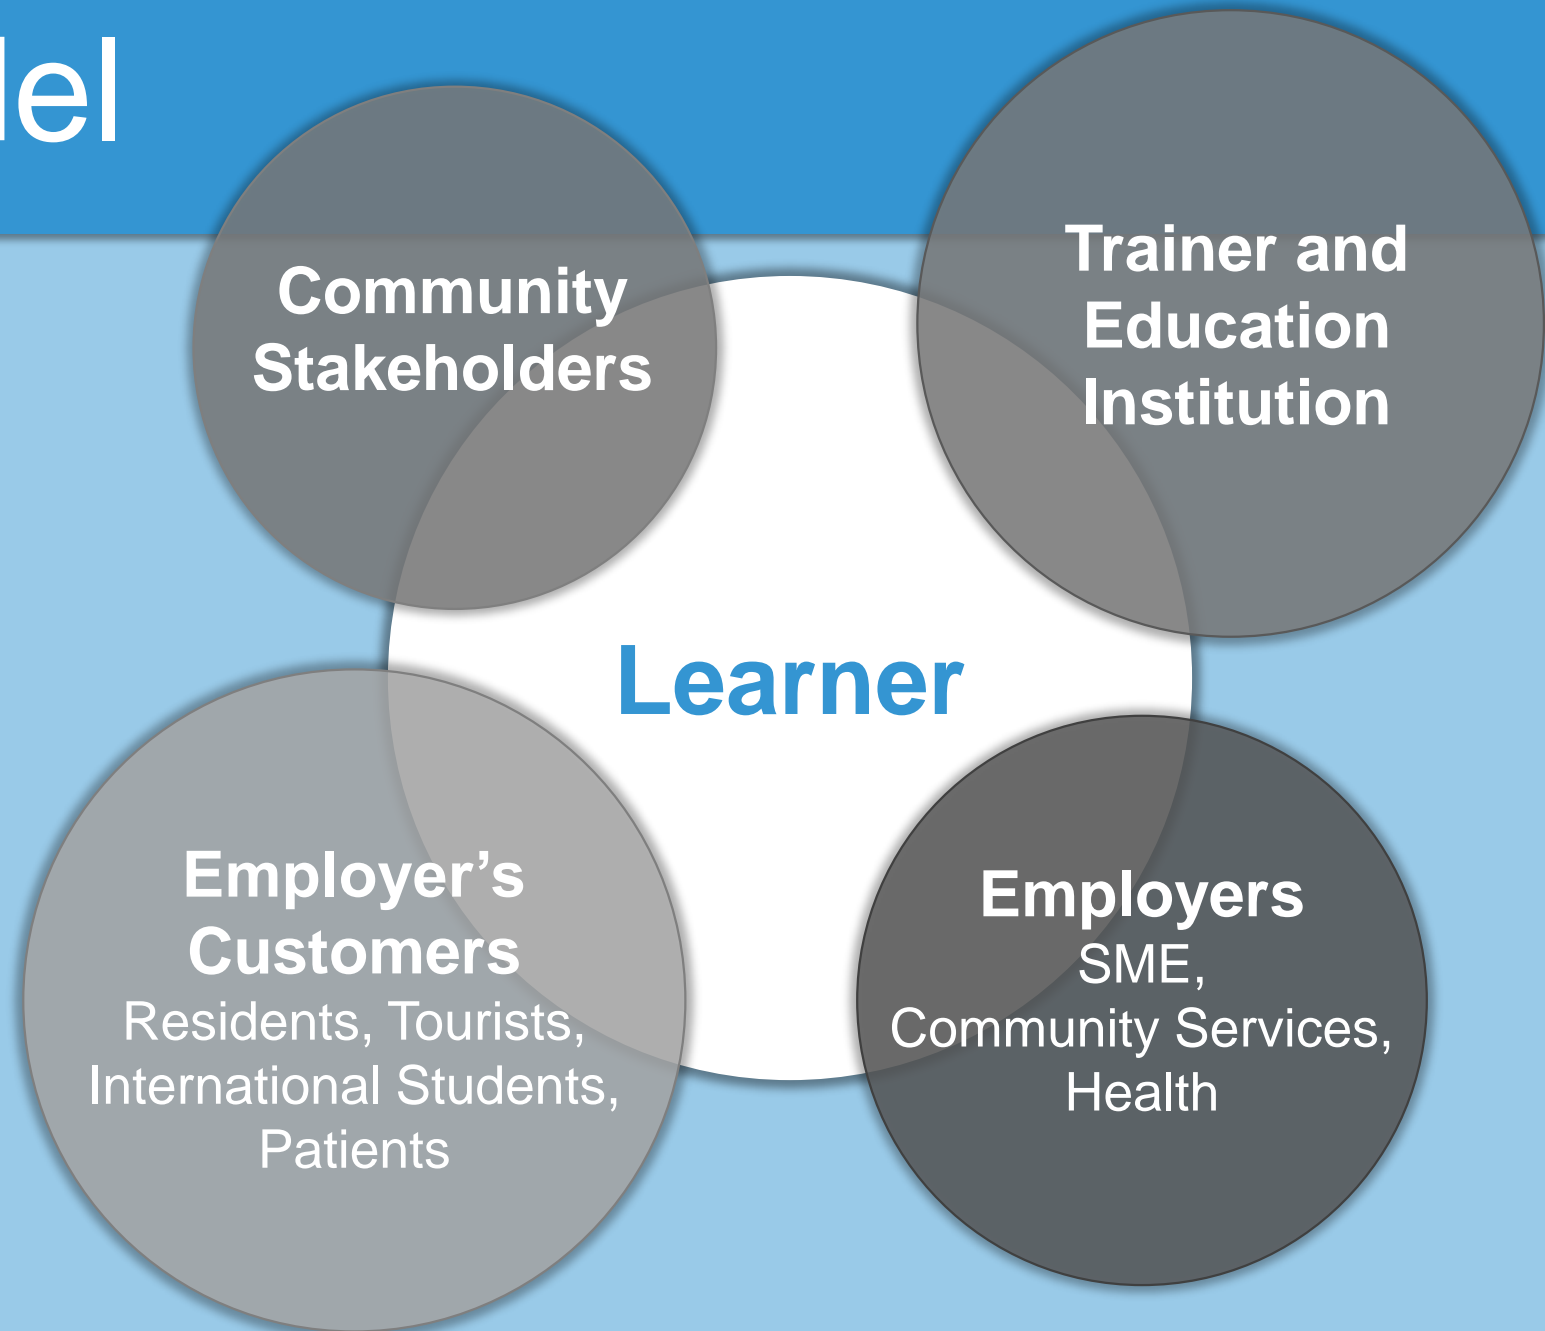 del
Community
Stakeholders
Trainer and
Education
Institution
Learner
Employer’s
Customers
Residents, Tourists,
International Students,
Patients
Employers
SME,
Community Services,
Health